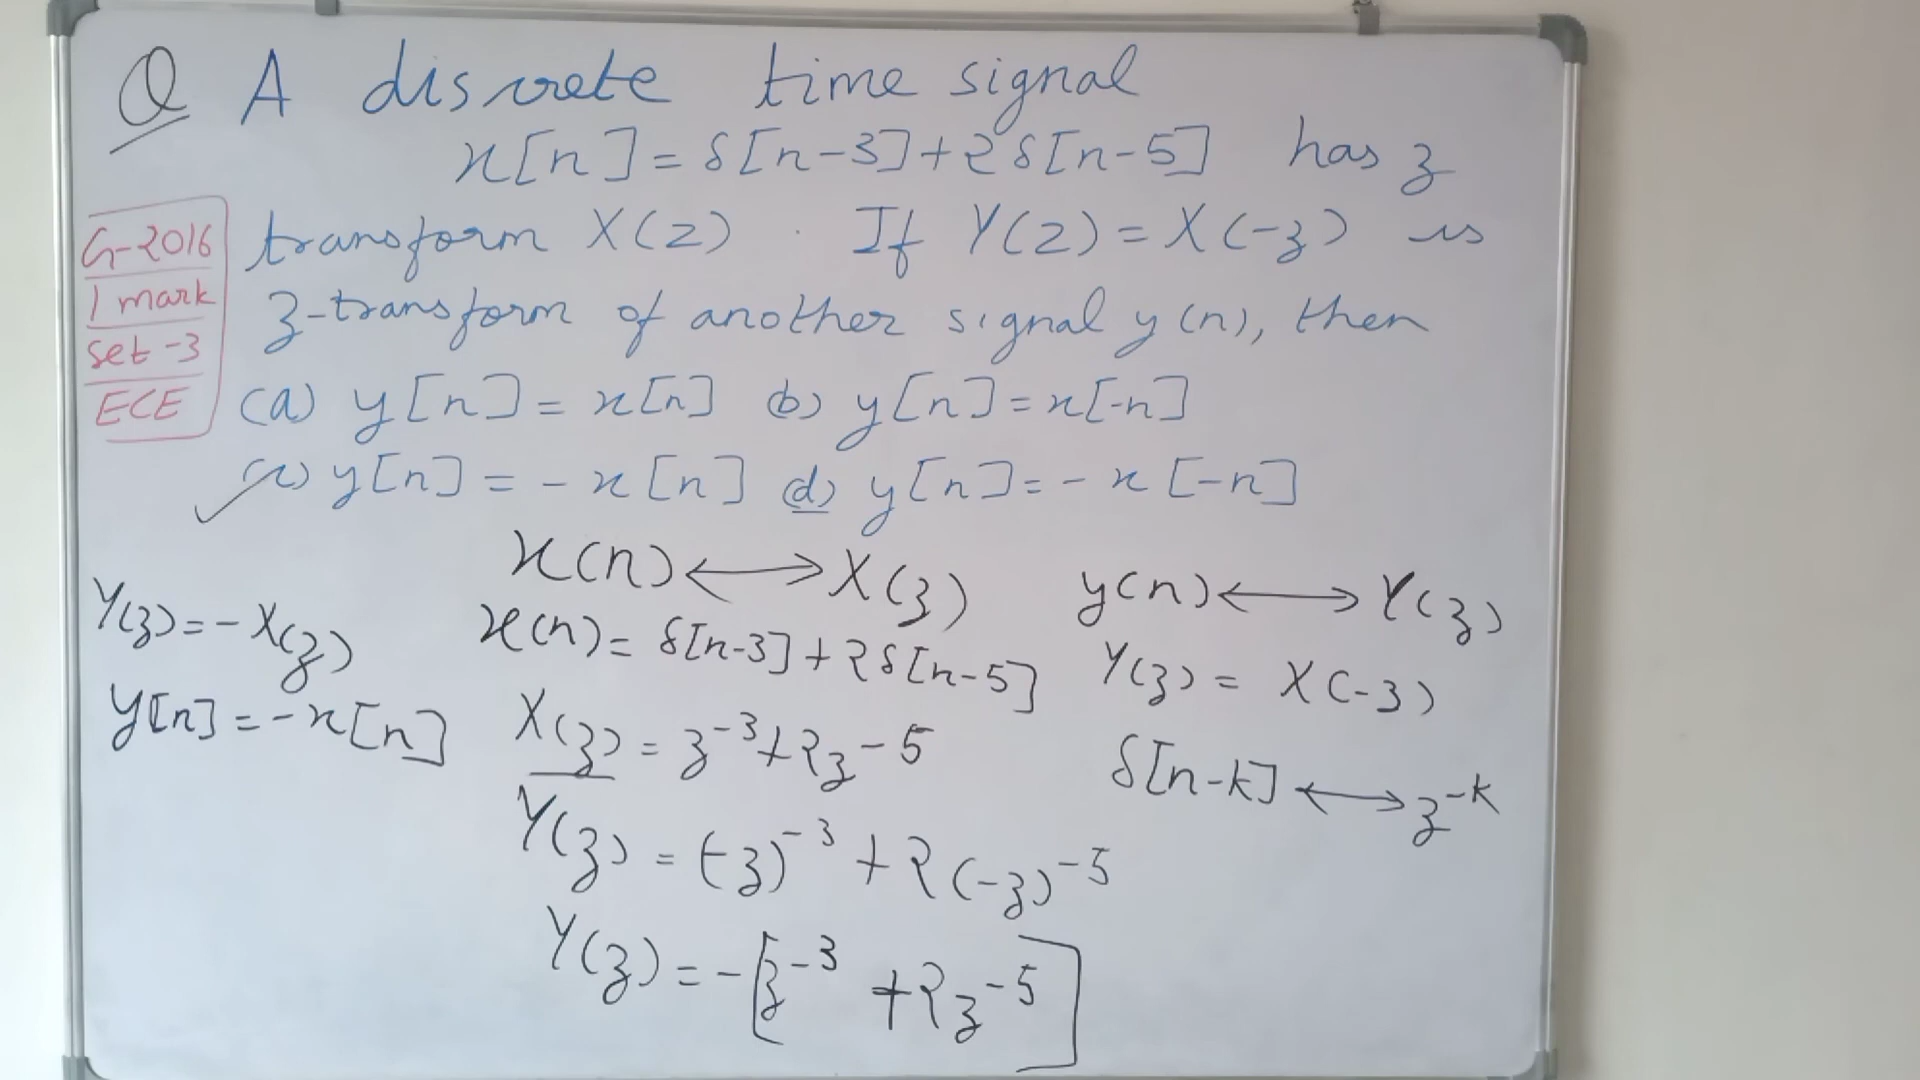 Q A discrete time signal
x[n] = δ[n-3]+2δ[n-5] has z
transform X(z). If Y(z) = X(-z) is
z-transform of another signal y(n), then
(a) y[n] = x[n] (b) y[n] = x[-n]
(c) y[n] = - x[n] (d) y[n] = - x[-n]
G-2016
1 mark
set-3
ECE
x(n) ⟷ X(z)
x(n) = δ[n-3] + 2δ[n-5]
X(z) = z⁻³ + 2z⁻⁵
Y(z) = (-z)⁻³ + 2(-z)⁻⁵
Y(z) = -[z⁻³ + 2z⁻⁵]
y(n) ⟷ Y(z)
Y(z) = X(-z)
δ[n-k] ⟷ z⁻ᵏ
Y(z) = - X(z)
y[n] = - x[n]